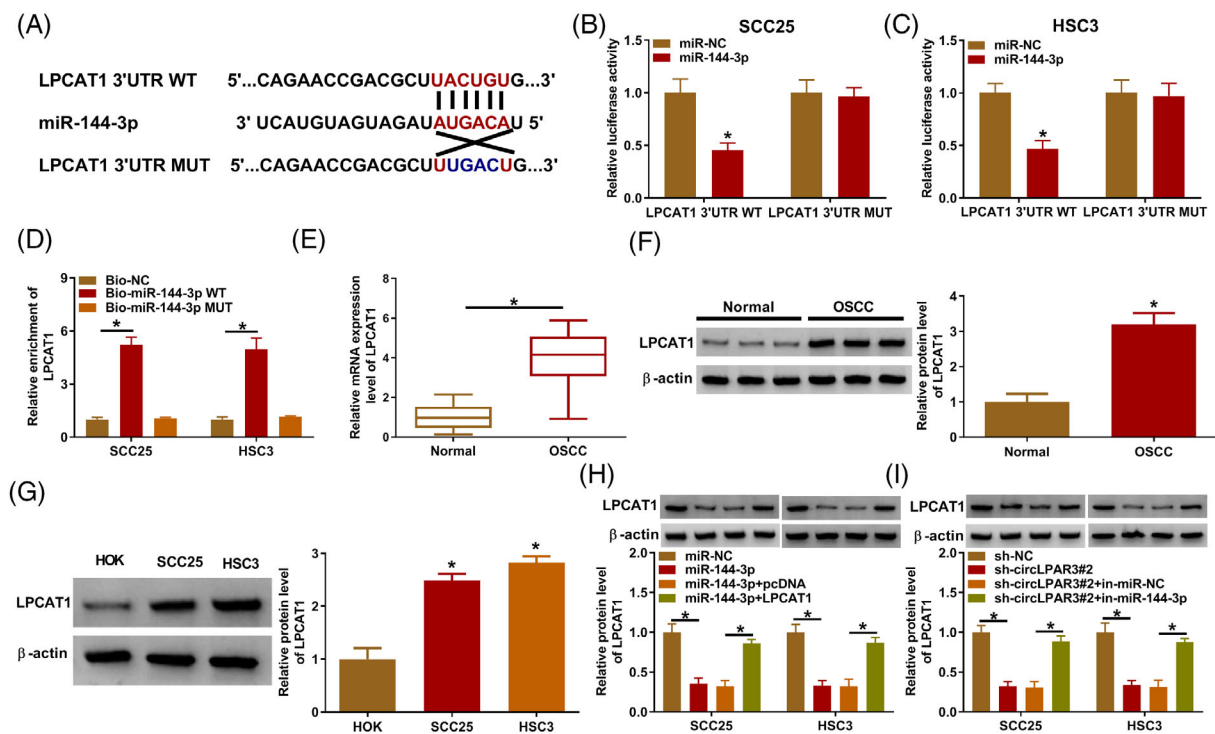 (A)
LPCAT1 3'UTR WT 5'...CAGAACCGACGCUUACUGUG...3'
miR-144-3p 3' UCAUGUAGUAGAUAUGACAU 5'
LPCAT1 3'UTR MUT 5'...CAGAACCGACGCUUUGACUG...3'
(B)
SCC25
miR-NC
miR-144-3p
Relative luciferase activity
1.5
1.0
0.5
0.0
*
LPCAT1 3'UTR WT LPCAT1 3'UTR MUT
(C)
HSC3
miR-NC
miR-144-3p
Relative luciferase activity
1.5
1.0
0.5
0.0
*
LPCAT1 3'UTR WT LPCAT1 3'UTR MUT
(D)
Bio-NC
Bio-miR-144-3p WT
Bio-miR-144-3p MUT
Relative enrichment of
LPCAT1
9
6
3
0
* *
SCC25 HSC3
(E)
Relative mRNA expression
level of LPCAT1
8
6
4
2
0
*
Normal OSCC
(F)
Normal OSCC
LPCAT1
β-actin
Relative protein level
of LPCAT1
4
3
2
1
0
*
Normal OSCC
(G)
HOK SCC25 HSC3
LPCAT1
β-actin
Relative protein level
of LPCAT1
3
2
1
0
* *
HOK SCC25 HSC3
(H)
LPCAT1
β-actin
miR-NC
miR-144-3p
miR-144-3p+pcDNA
miR-144-3p+LPCAT1
Relative protein level
of LPCAT1
2.0
1.5
1.0
0.5
0.0
* * * *
SCC25 HSC3
(I)
LPCAT1
β-actin
sh-NC
sh-circLPAR3#2
sh-circLPAR3#2+in-miR-NC
sh-circLPAR3#2+in-miR-144-3p
Relative protein level
of LPCAT1
2.0
1.5
1.0
0.5
0.0
* * * *
SCC25 HSC3